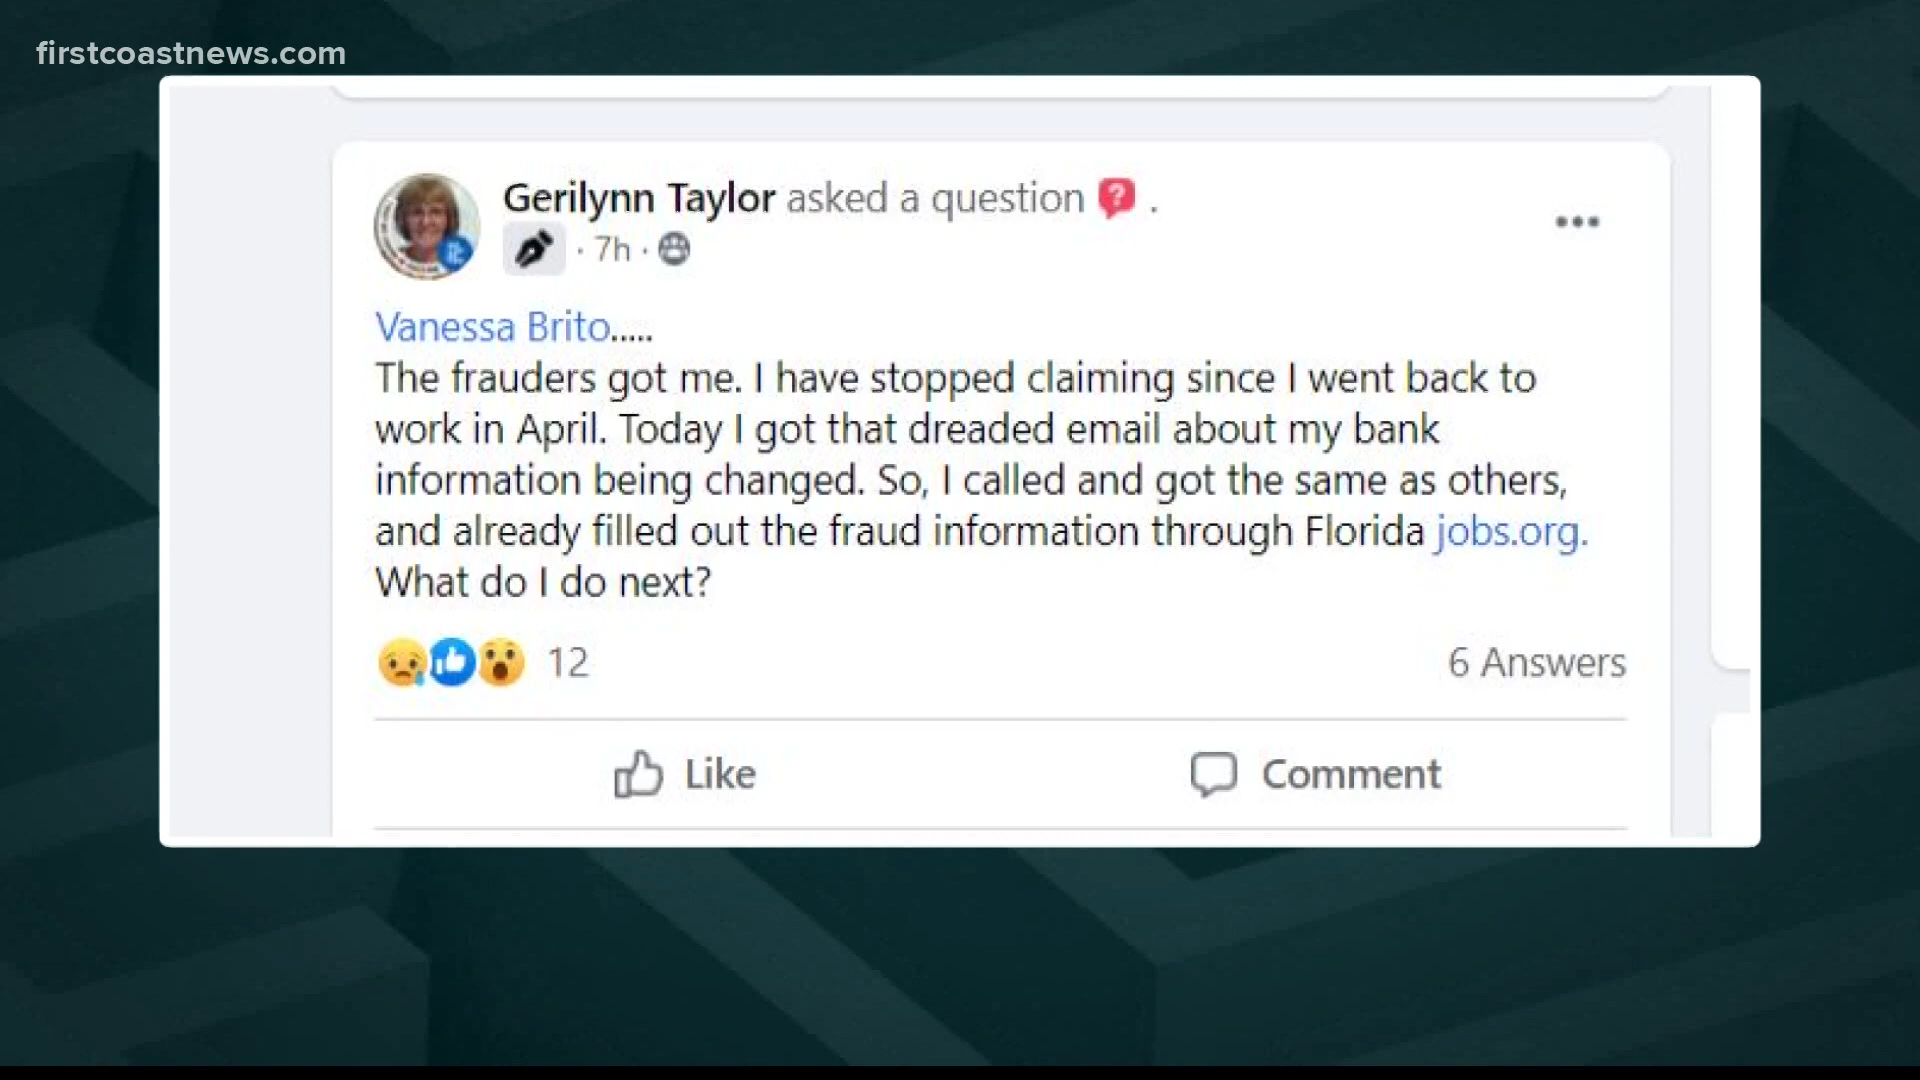 firstcoastnews.com
Gerilynn Taylor asked a question ? .
· 7h ·
Vanessa Brito.....
The frauders got me. I have stopped claiming since I went back to
work in April. Today I got that dreaded email about my bank
information being changed. So, I called and got the same as others,
and already filled out the fraud information through Florida jobs.org.
What do I do next?
12
6 Answers
Like
Comment